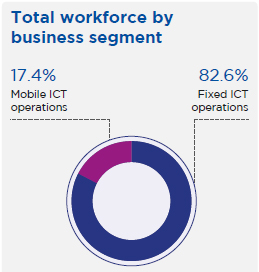 Total workforce by
business segment
17.4%
Mobile ICT
operations
82.6%
Fixed ICT
operations